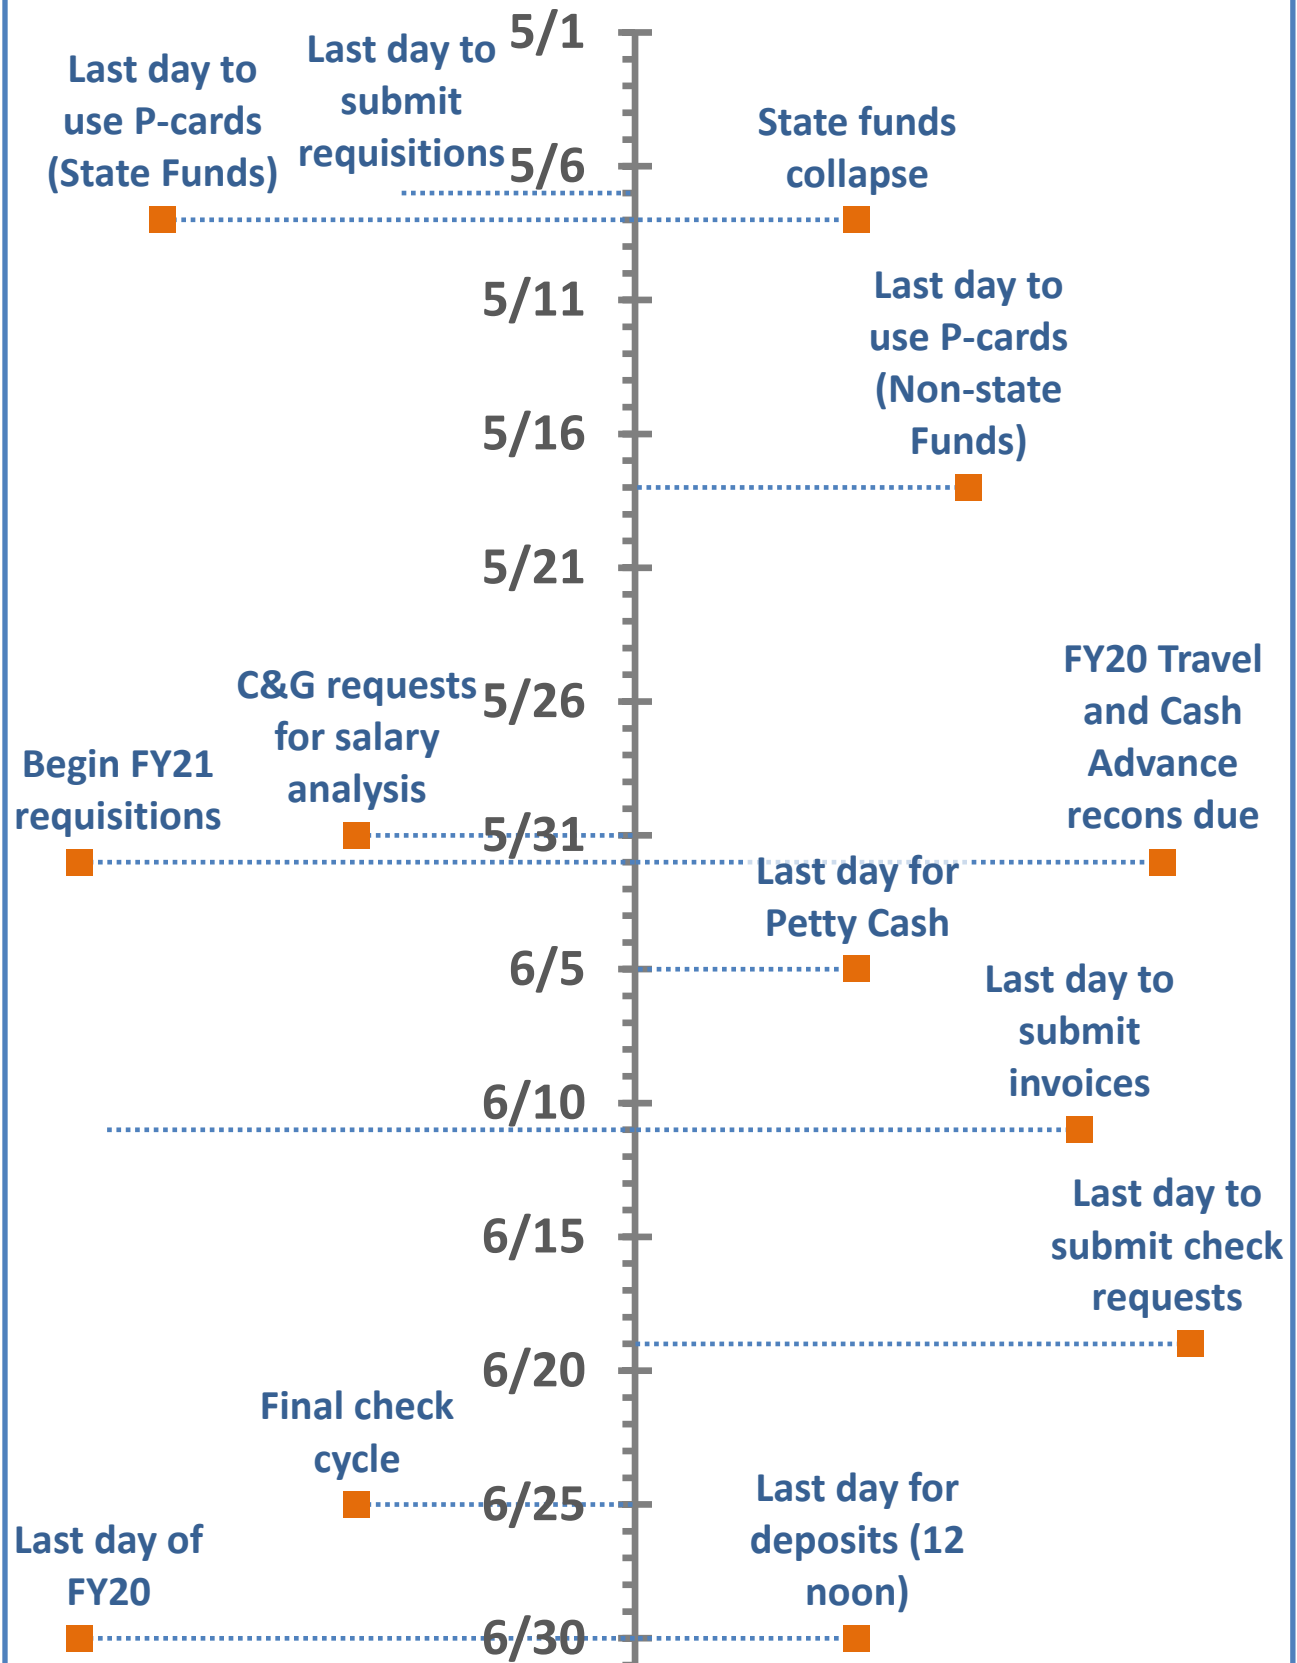 5/1
Last day to
submit
requisitions
Last day to
use P-cards
(State Funds)
State funds
collapse
5/6
5/11
Last day to
use P-cards
(Non-state
Funds)
5/16
5/21
5/26
C&G requests
for salary
analysis
FY20 Travel
and Cash
Advance
recons due
Begin FY21
requisitions
5/31
Last day for
Petty Cash
6/5
Last day to
submit
invoices
6/10
Last day to
submit check
requests
6/15
6/20
Final check
cycle
6/25
Last day for
deposits (12
noon)
Last day of
FY20
6/30